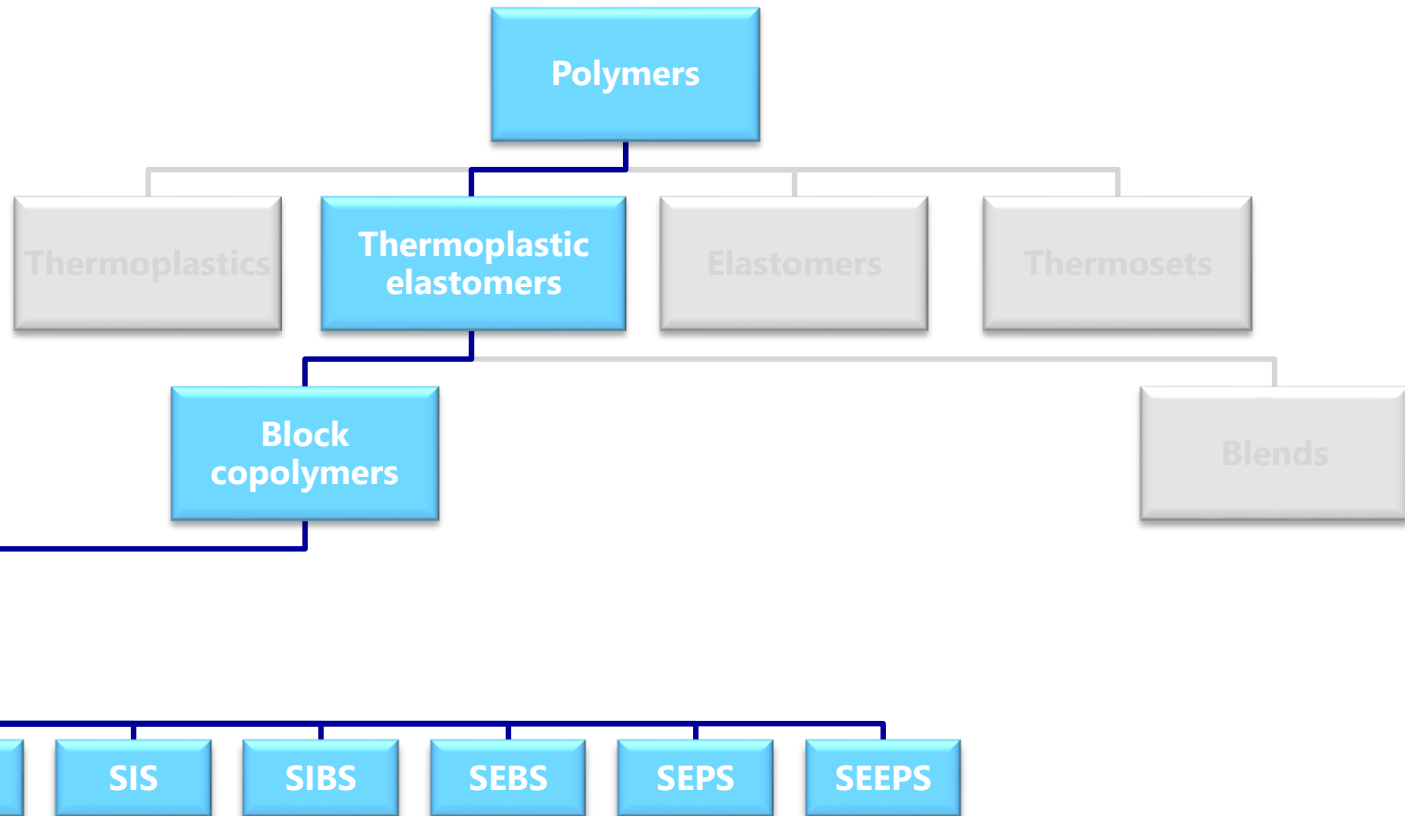 Polymers
Thermoplastics
Thermoplastic
elastomers
Elastomers
Thermosets
Block
copolymers
Blends
SIS
SIBS
SEBS
SEPS
SEEPS